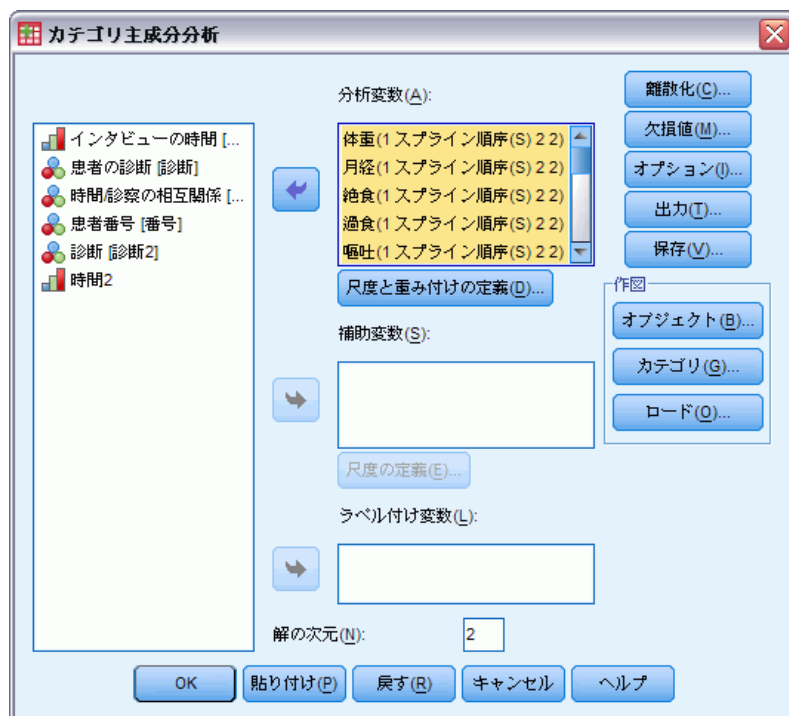 カテゴリ主成分分析
分析変数(A):
インタビューの時間 [...
患者の診断 [診断]
時間/診察の相互関係 [...
患者番号 [番号]
診断 [診断2]
時間2
体重(1 スプライン順序(S) 2 2)
月経(1 スプライン順序(S) 2 2)
絶食(1 スプライン順序(S) 2 2)
過食(1 スプライン順序(S) 2 2)
嘔吐(1 スプライン順序(S) 2 2)
尺度と重み付けの定義(D)...
補助変数(S):
尺度の定義(E)...
ラベル付け変数(L):
解の次元(N):
2
離散化(C)...
欠損値(M)...
オプション(I)...
出力(T)...
保存(V)...
作図
オブジェクト(B)...
カテゴリ(G)...
ロード(O)...
OK
貼り付け(P)
戻す(R)
キャンセル
ヘルプ